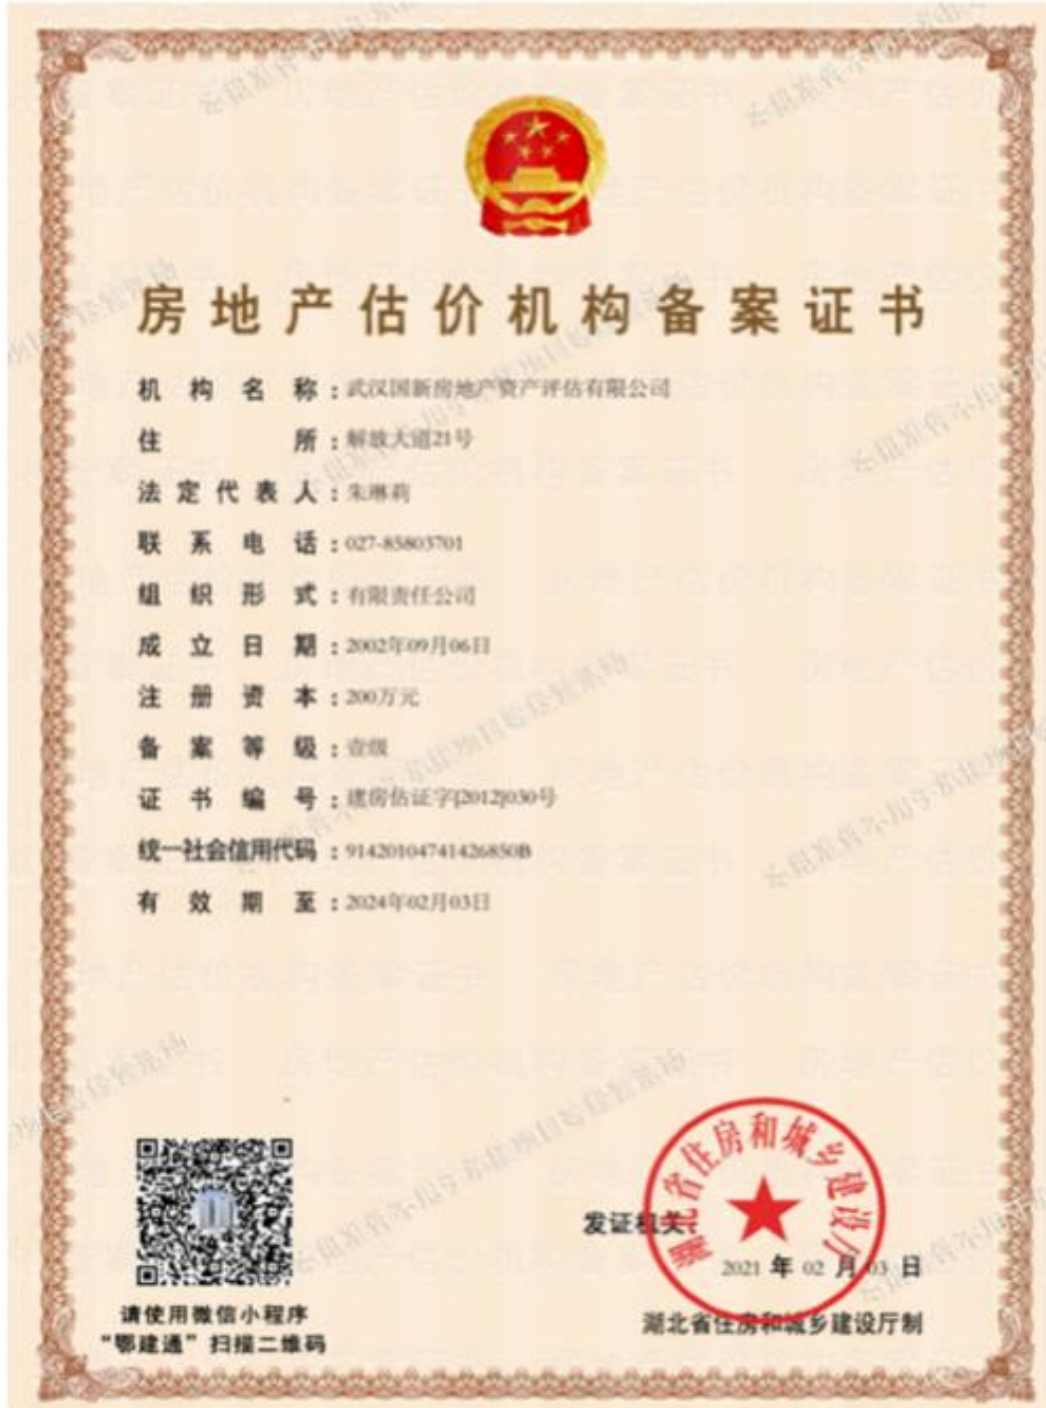 房地产估价机构备案证书
机构名称：武汉国新房地产资产评估有限公司
住所：解放大道21号
法定代表人：朱琳莉
联系电话：027-85803701
组织形式：有限责任公司
成立日期：2002年09月06日
注册资本：200万元
备案等级：壹级
证书编号：建房估证字[2012]030号
统一社会信用代码：91420104741426850B
有效期至：2024年02月03日
湖北省住房和城乡建设厅
发证机关：
2021 年 02 月 03 日
湖北省住房和城乡建设厅制
请使用微信小程序
“鄂建通”扫描二维码